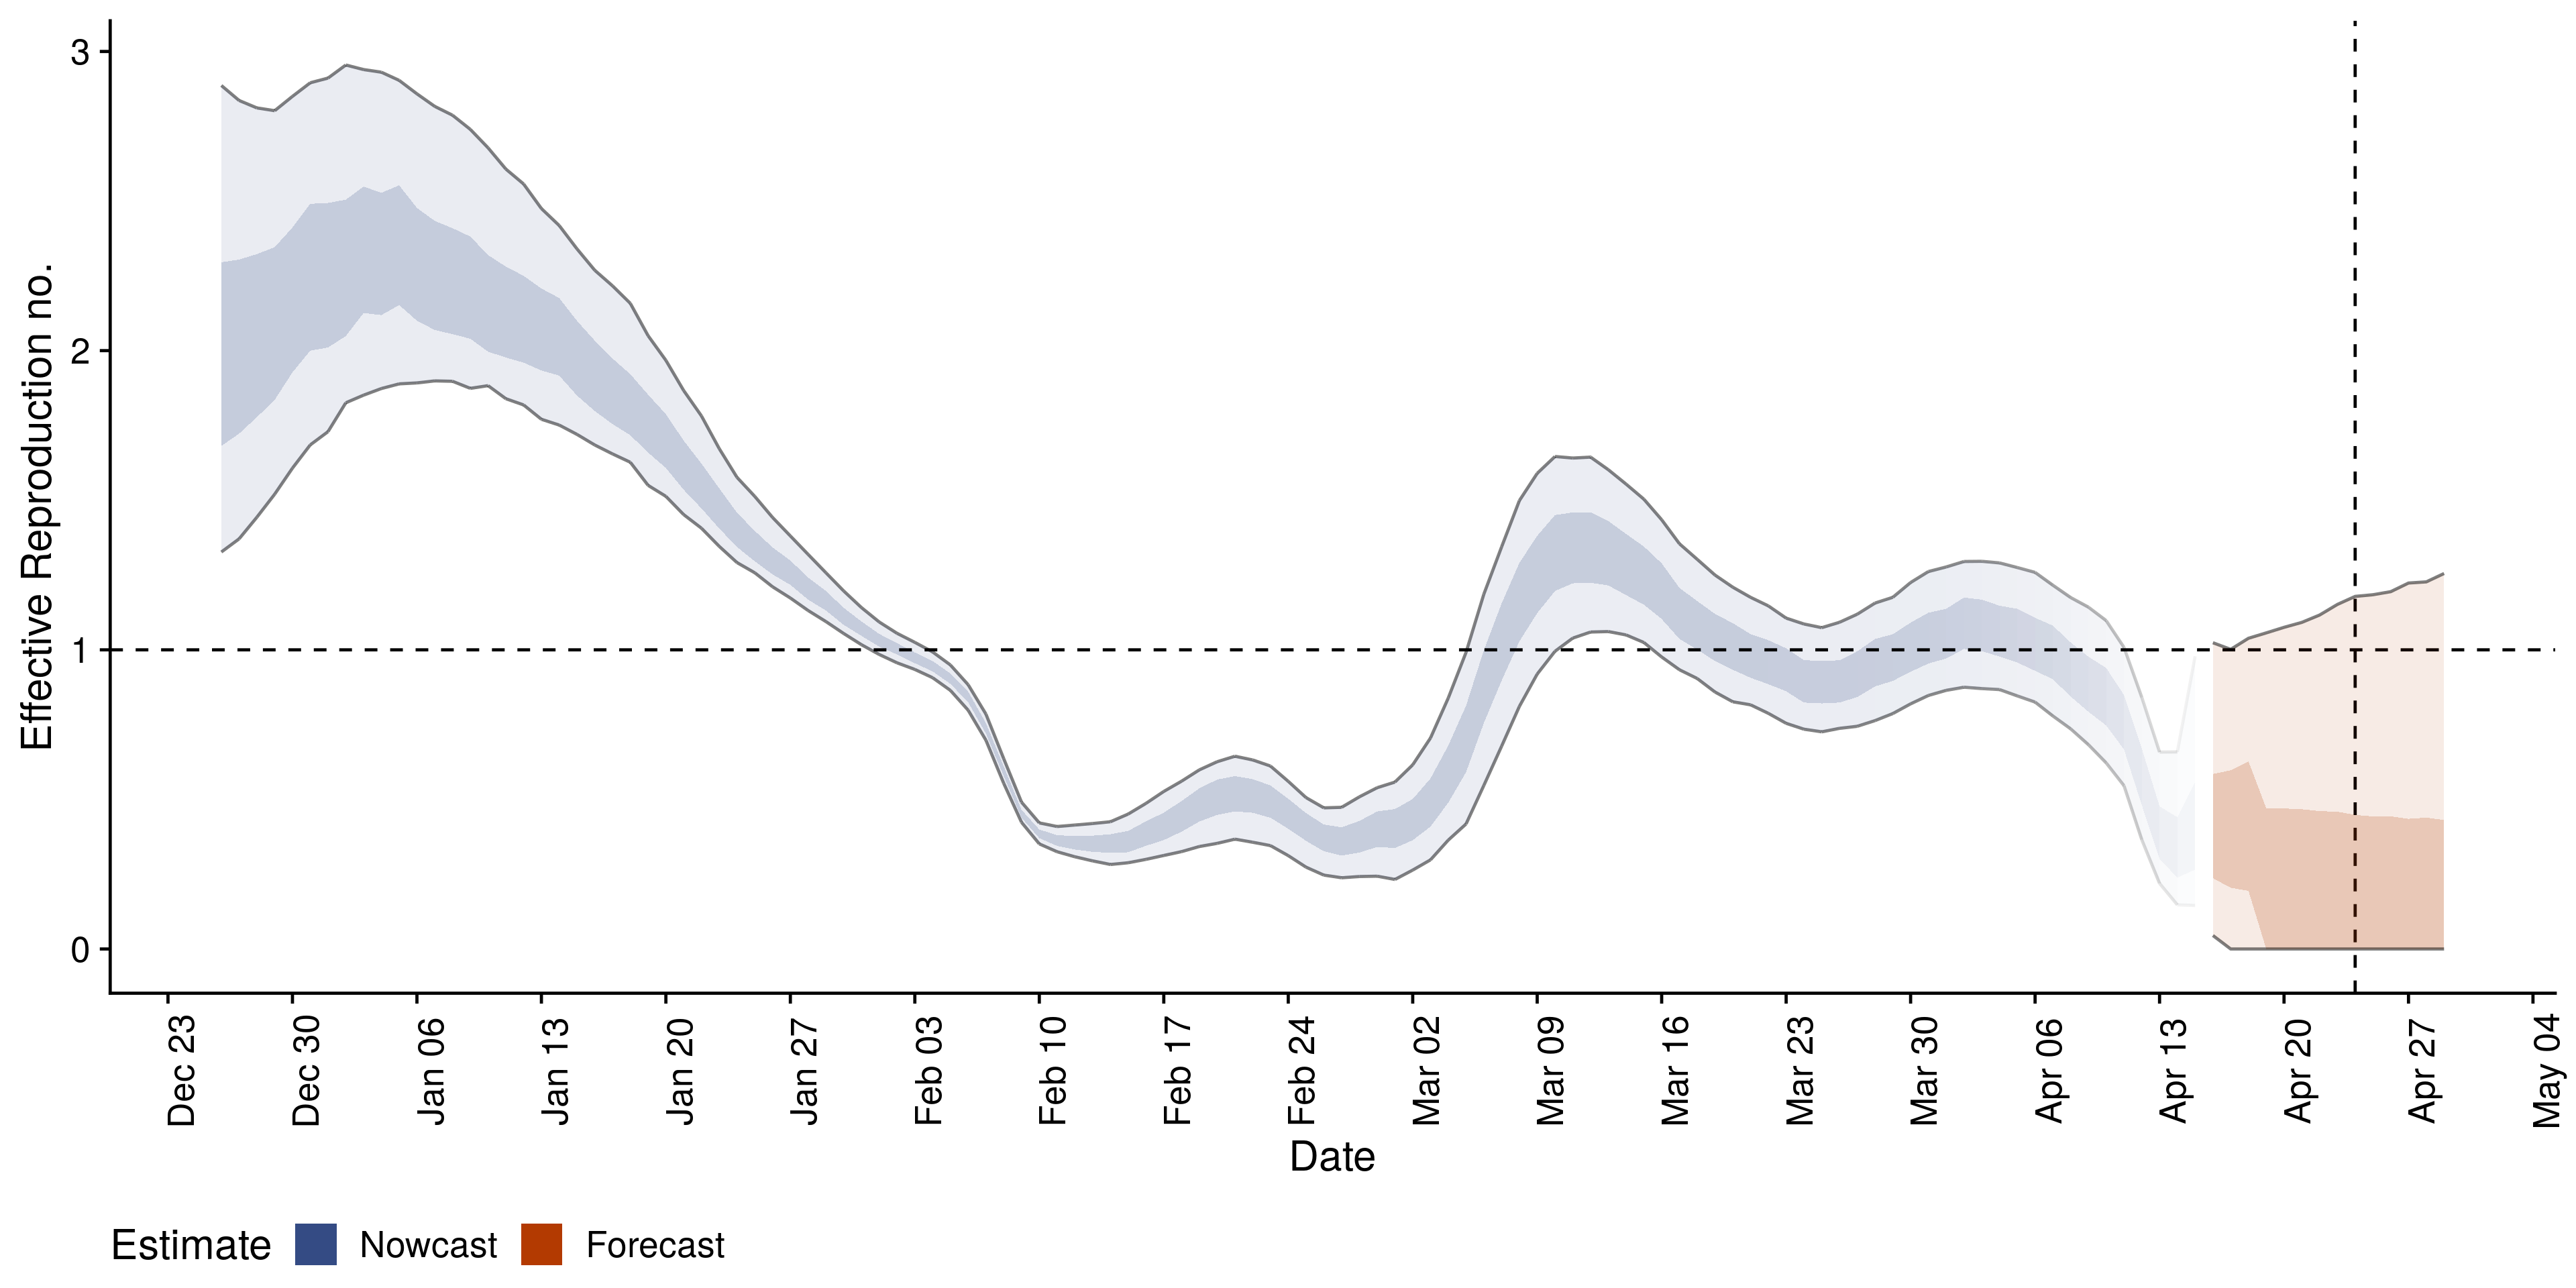 Effective Reproduction no.
3
2
1
0
Dec 23
Dec 30
Jan 06
Jan 13
Jan 20
Jan 27
Feb 03
Feb 10
Feb 17
Feb 24
Mar 02
Mar 09
Mar 16
Mar 23
Mar 30
Apr 06
Apr 13
Apr 20
Apr 27
May 04
Date
Estimate Nowcast Forecast